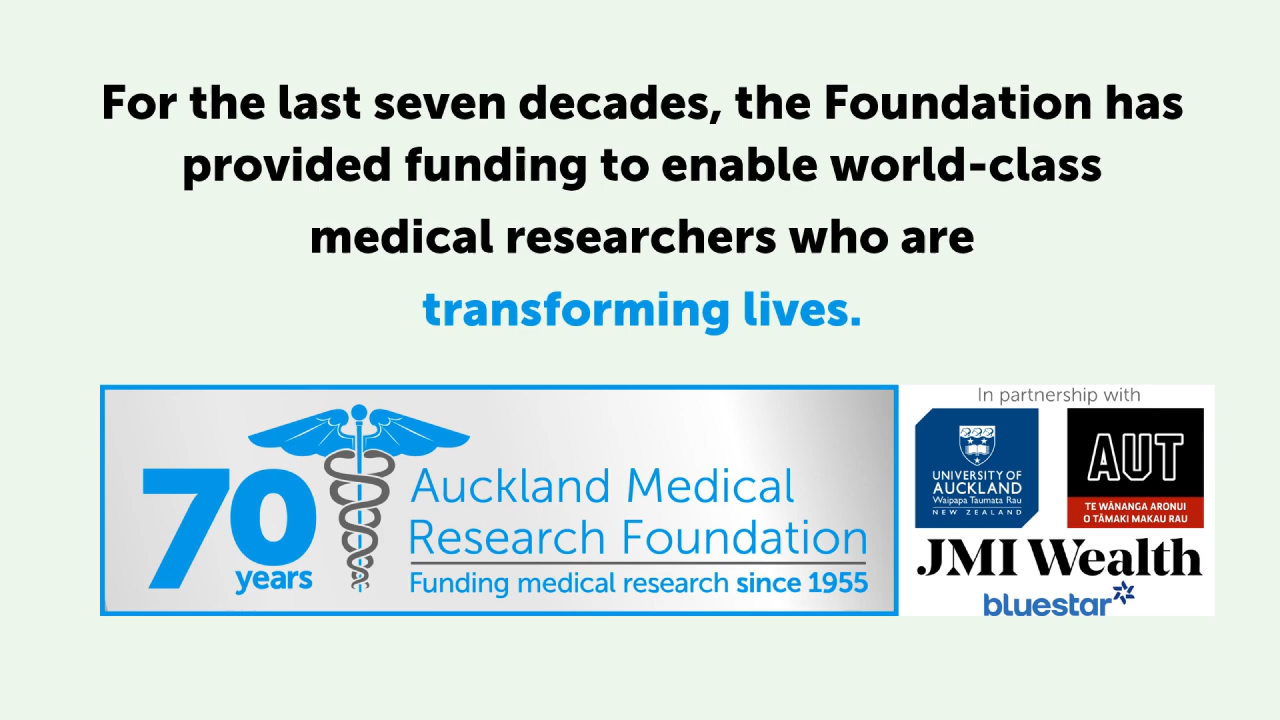 For the last seven decades, the Foundation has
provided funding to enable world-class
medical researchers who are
transforming lives.
70
years
Auckland Medical
Research Foundation
Funding medical research since 1955
In partnership with
UNIVERSITY OF
AUCKLAND
Waipapa Taumata Rau
NEW ZEALAND
AUT
TE WĀNANGA ARONUI
O TĀMAKI MAKAU RAU
JMI Wealth
bluestar